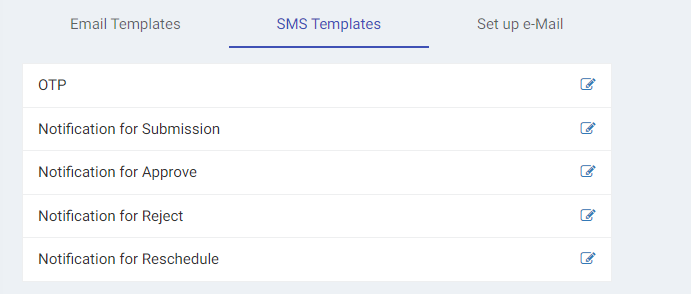 Email Templates SMS Templates Set up e-Mail
OTP
Notification for Submission
Notification for Approve
Notification for Reject
Notification for Reschedule